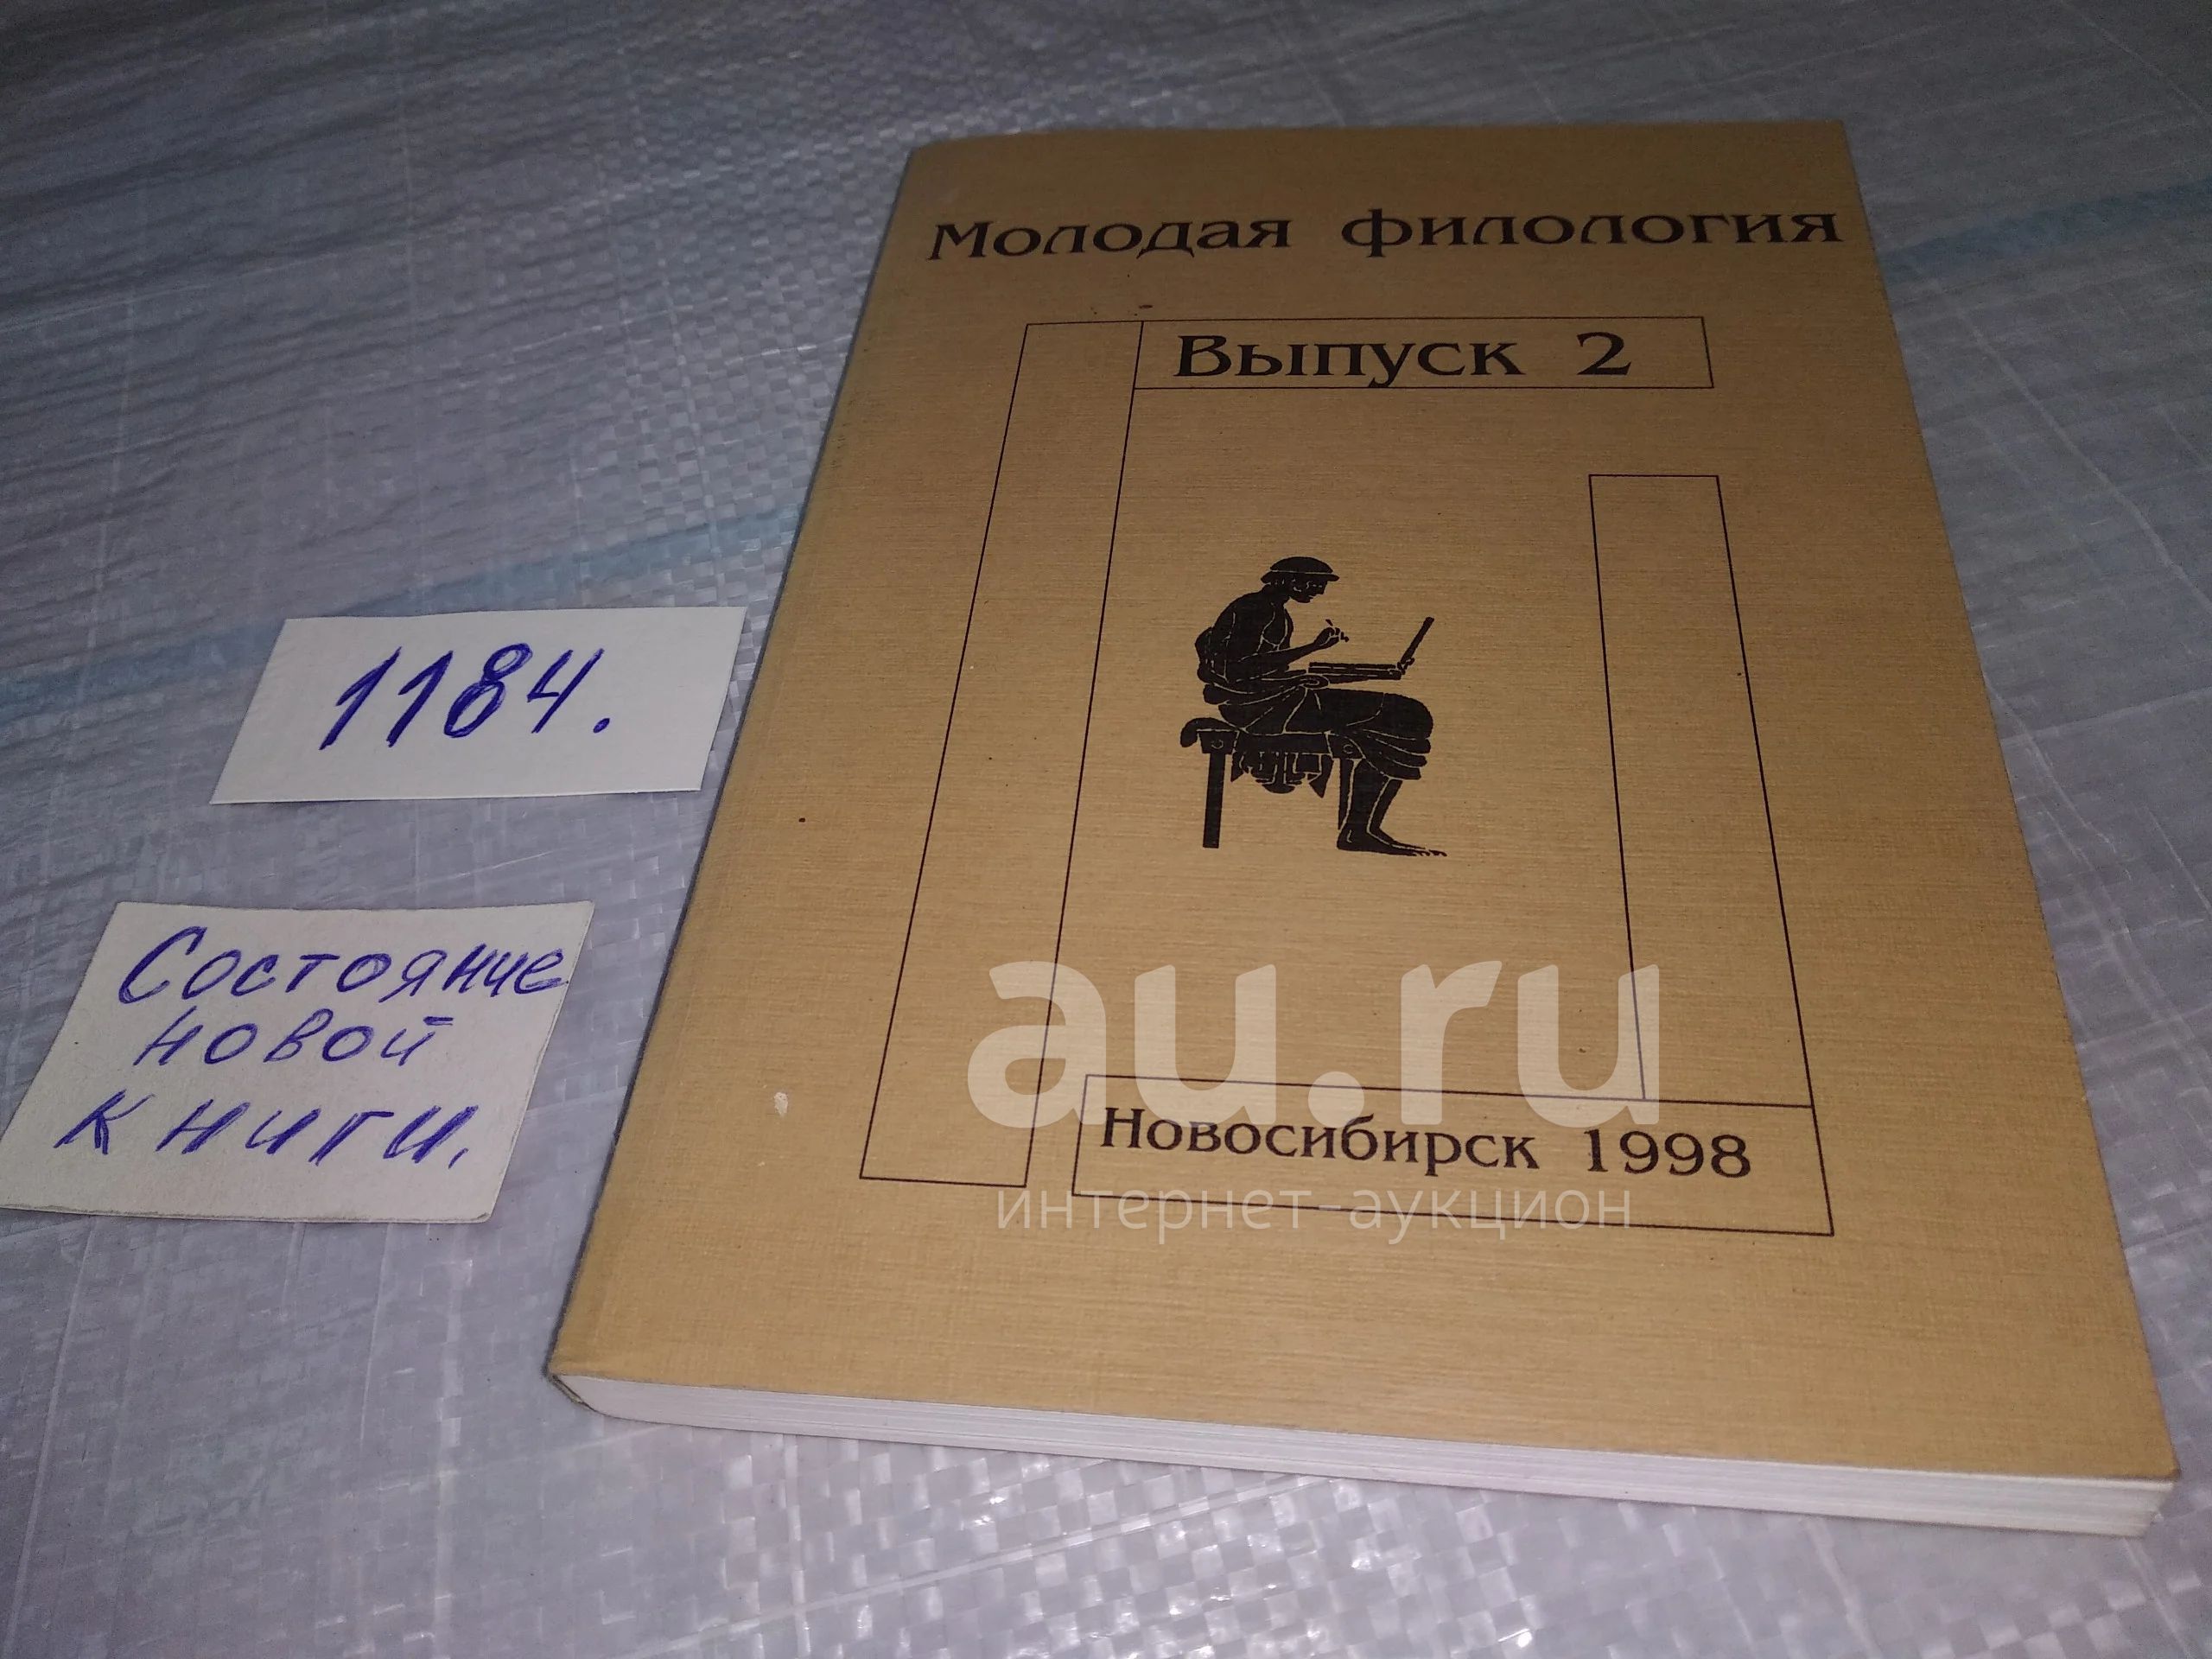 Молодая филология
Выпуск 2
1184.
Состояние
новой
книги.
au.ru
Новосибирск 1998
интернет-аукцион